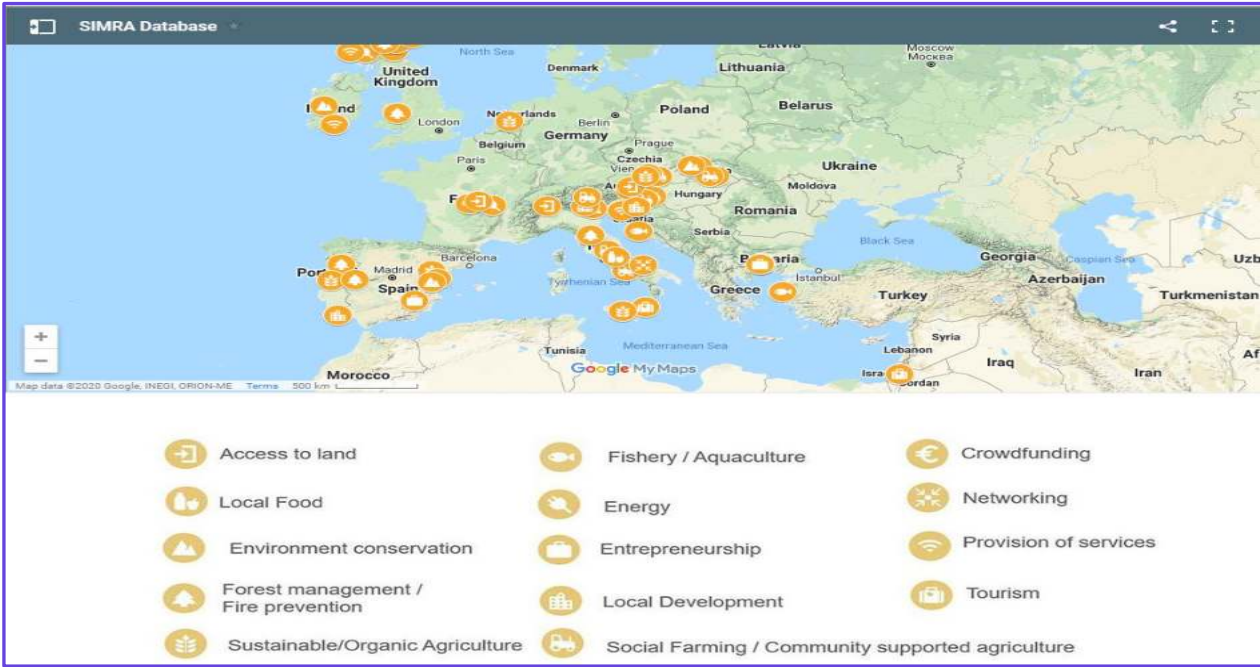 SIMRA Database
North Sea
Latvia
Moscow
Москва
United
Kingdom
Denmark
Lithuania
London
Berlin
Poland
Belarus
Germany
Belgium
Prague
Paris
Czechia
Ukraine
Hungary
Moldova
Romania
Serbia
Black Sea
Barcelona
Madrid
Spain
Georgia
Caspian Sea
Uzb
Istanbul
Azerbaijan
Tyrrhenian Sea
Greece
Turkey
Turkmenistan
Syria
Tunisia
Mediterranean Sea
Lebanon
Iraq
Af
Morocco
Google My Maps
Iran
Map data ©2020 Google, INEGI, ORION-ME Terms 500 km
Access to land
Fishery / Aquaculture
Crowdfunding
Local Food
Energy
Networking
Environment conservation
Entrepreneurship
Provision of services
Forest management /
Fire prevention
Local Development
Tourism
Sustainable/Organic Agriculture
Social Farming / Community supported agriculture